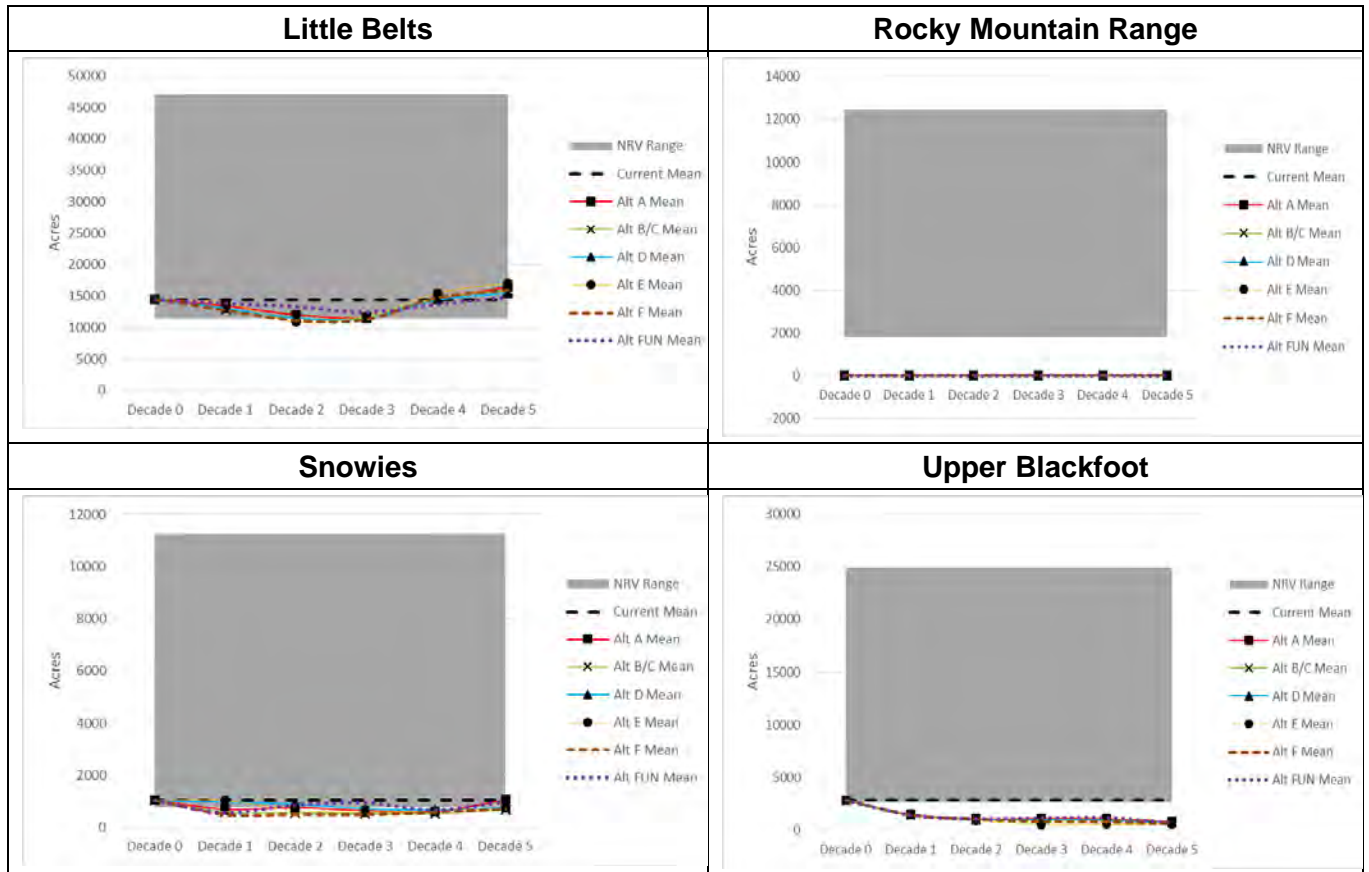 Little Belts
Rocky Mountain Range
50000
45000
40000
35000
30000
25000
20000
15000
10000
5000
0
Acres
Decade 0 Decade 1 Decade 2 Decade 3 Decade 4 Decade 5
NRV Range
Current Mean
Alt A Mean
Alt B/C Mean
Alt D Mean
Alt E Mean
Alt F Mean
Alt FUN Mean
14000
12000
10000
8000
6000
4000
2000
0
-2000
Acres
Decade 0 Decade 1 Decade 2 Decade 3 Decade 4 Decade 5
NRV Range
Current Mean
Alt A Mean
Alt B/C Mean
Alt D Mean
Alt E Mean
Alt F Mean
Alt FUN Mean
Snowies
Upper Blackfoot
12000
10000
8000
6000
4000
2000
0
Acres
Decade 0 Decade 1 Decade 2 Decade 3 Decade 4 Decade 5
NRV Range
Current Mean
Alt A Mean
Alt B/C Mean
Alt D Mean
Alt E Mean
Alt F Mean
Alt FUN Mean
30000
25000
20000
15000
10000
5000
0
Acres
Decade 0 Decade 1 Decade 2 Decade 3 Decade 4 Decade 5
NRV Range
Current Mean
Alt A Mean
Alt B/C Mean
Alt D Mean
Alt E Mean
Alt F Mean
Alt FUN Mean